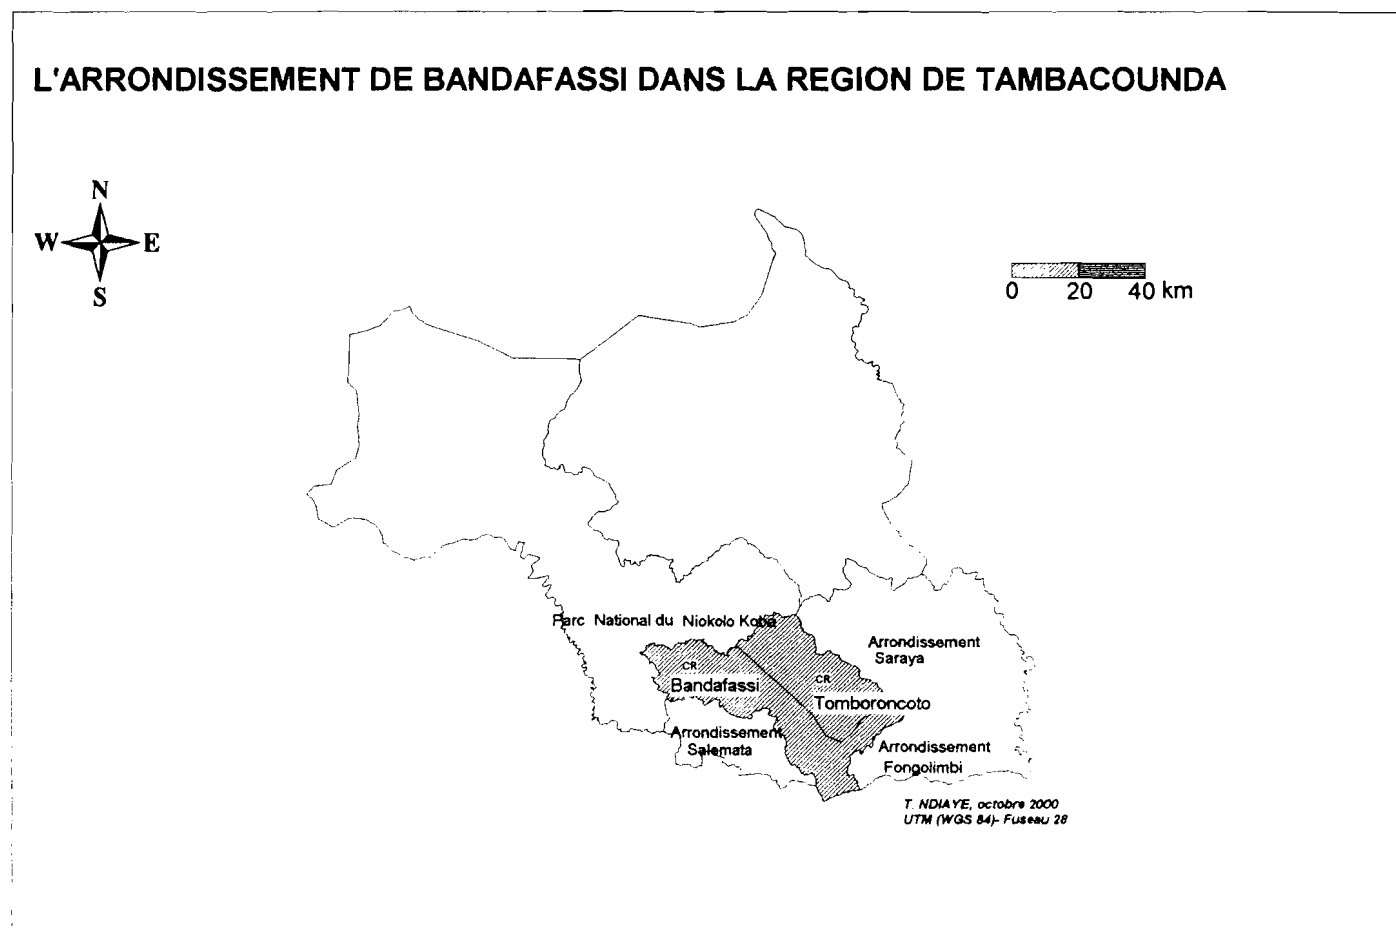 L'ARRONDISSEMENT DE BANDAFASSI DANS LA REGION DE TAMBACOUNDA
N
W E
S
0 20 40 km
Parc National du Niokolo Koba
Arrondissement
Saraya
CR
Bandafassi
CR
Tomboroncoto
Arrondissement
Salemata
Arrondissement
Fongolimbi
T. NDIAYE, octobre 2000
UTM (WGS 84)- Fuseau 28